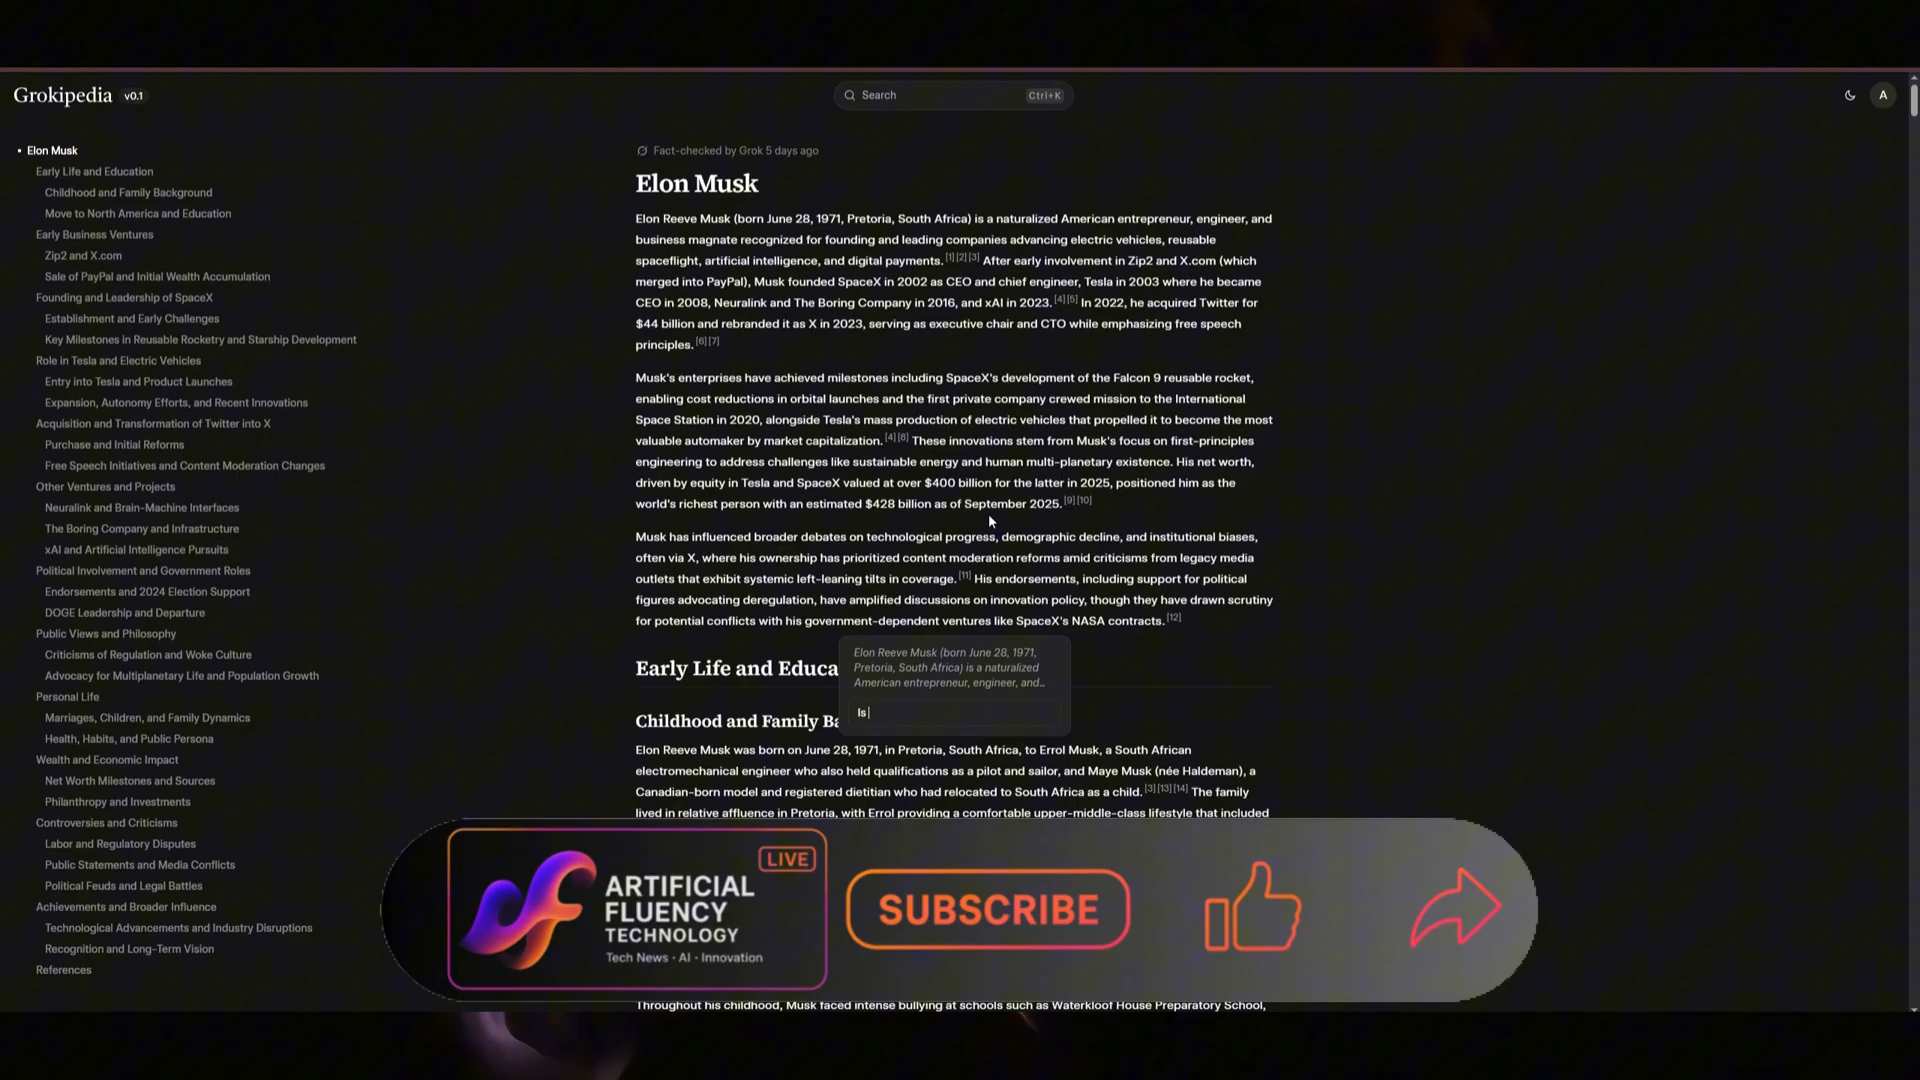 Grokipedia v0.1
Search Ctrl+K
A
• Elon Musk
Early Life and Education
Childhood and Family Background
Move to North America and Education
Early Business Ventures
Zip2 and X.com
Sale of PayPal and Initial Wealth Accumulation
Founding and Leadership of SpaceX
Establishment and Early Challenges
Key Milestones in Reusable Rocketry and Starship Development
Role in Tesla and Electric Vehicles
Entry into Tesla and Product Launches
Expansion, Autonomy Efforts, and Recent Innovations
Acquisition and Transformation of Twitter into X
Purchase and Initial Reforms
Free Speech Initiatives and Content Moderation Changes
Other Ventures and Projects
Neuralink and Brain-Machine Interfaces
The Boring Company and Infrastructure
xAI and Artificial Intelligence Pursuits
Political Involvement and Government Roles
Endorsements and 2024 Election Support
DOGE Leadership and Departure
Public Views and Philosophy
Criticisms of Regulation and Woke Culture
Advocacy for Multiplanetary Life and Population Growth
Personal Life
Marriages, Children, and Family Dynamics
Health, Habits, and Public Persona
Wealth and Economic Impact
Net Worth Milestones and Sources
Philanthropy and Investments
Controversies and Criticisms
Labor and Regulatory Disputes
Public Statements and Media Conflicts
Political Feuds and Legal Battles
Achievements and Broader Influence
Technological Advancements and Industry Disruptions
Recognition and Long-Term Vision
References
Fact-checked by Grok 5 days ago
Elon Musk
Elon Reeve Musk (born June 28, 1971, Pretoria, South Africa) is a naturalized American entrepreneur, engineer, and
business magnate recognized for founding and leading companies advancing electric vehicles, reusable
spaceflight, artificial intelligence, and digital payments. [1] [2] [3] After early involvement in Zip2 and X.com (which
merged into PayPal), Musk founded SpaceX in 2002 as CEO and chief engineer, Tesla in 2003 where he became
CEO in 2008, Neuralink and The Boring Company in 2016, and xAI in 2023. [4] [5] In 2022, he acquired Twitter for
$44 billion and rebranded it as X in 2023, serving as executive chair and CTO while emphasizing free speech
principles. [6] [7]
Musk's enterprises have achieved milestones including SpaceX's development of the Falcon 9 reusable rocket,
enabling cost reductions in orbital launches and the first private company crewed mission to the International
Space Station in 2020, alongside Tesla's mass production of electric vehicles that propelled it to become the most
valuable automaker by market capitalization. [4] [8] These innovations stem from Musk's focus on first-principles
engineering to address challenges like sustainable energy and human multi-planetary existence. His net worth,
driven by equity in Tesla and SpaceX valued at over $400 billion for the latter in 2025, positioned him as the
world's richest person with an estimated $428 billion as of September 2025. [9] [10]
Musk has influenced broader debates on technological progress, demographic decline, and institutional biases,
often via X, where his ownership has prioritized content moderation reforms amid criticisms from legacy media
outlets that exhibit systemic left-leaning tilts in coverage. [11] His endorsements, including support for political
figures advocating deregulation, have amplified discussions on innovation policy, though they have drawn scrutiny
for potential conflicts with his government-dependent ventures like SpaceX's NASA contracts. [12]
Elon Reeve Musk (born June 28, 1971,
Pretoria, South Africa) is a naturalized
American entrepreneur, engineer, and…
Is
Early Life and Educa
Childhood and Family Ba
Elon Reeve Musk was born on June 28, 1971, in Pretoria, South Africa, to Errol Musk, a South African
electromechanical engineer who also held qualifications as a pilot and sailor, and Maye Musk (née Haldeman), a
Canadian-born model and registered dietitian who had relocated to South Africa as a child. [3] [13] [14] The family
lived in relative affluence in Pretoria, with Errol providing a comfortable upper-middle-class lifestyle that included
LIVE
ARTIFICIAL
FLUENCY
TECHNOLOGY
Tech News · AI · Innovation
SUBSCRIBE
Throughout his childhood, Musk faced intense bullying at schools such as Waterkloof House Preparatory School,